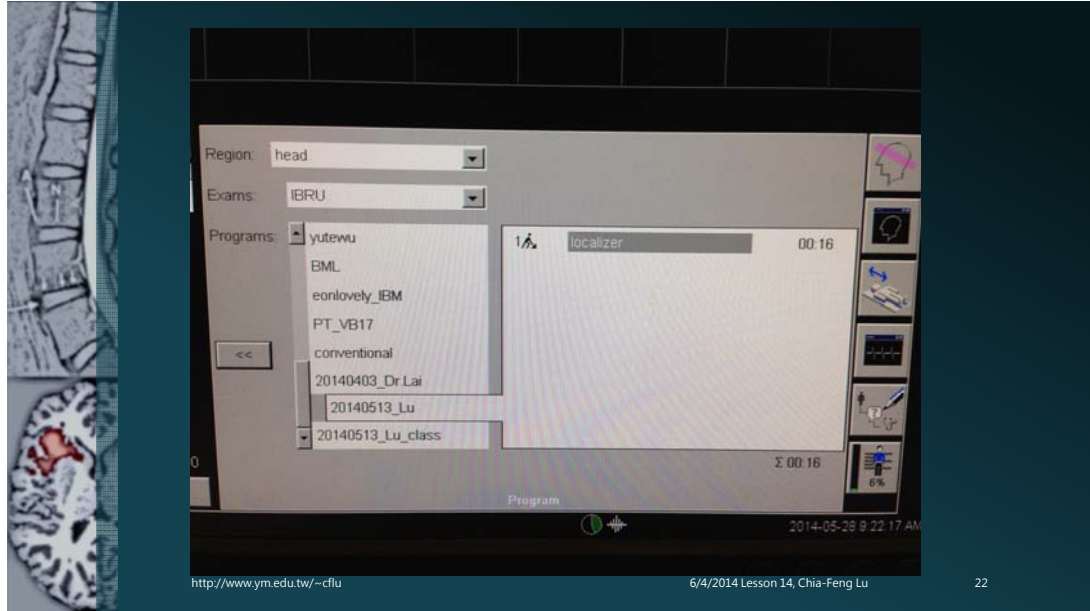 Region: head
Exams: IBRU
Programs: yutewu
BML
eonlovely_IBM
PT_VB17
conventional
20140403_Dr.Lai
20140513_Lu
20140513_Lu_class
<<
1 localizer 00:16
Σ 00:16
6%
0
Program
2014-05-28 9:22:17 AM
http://www.ym.edu.tw/~cflu
6/4/2014 Lesson 14, Chia-Feng Lu
22